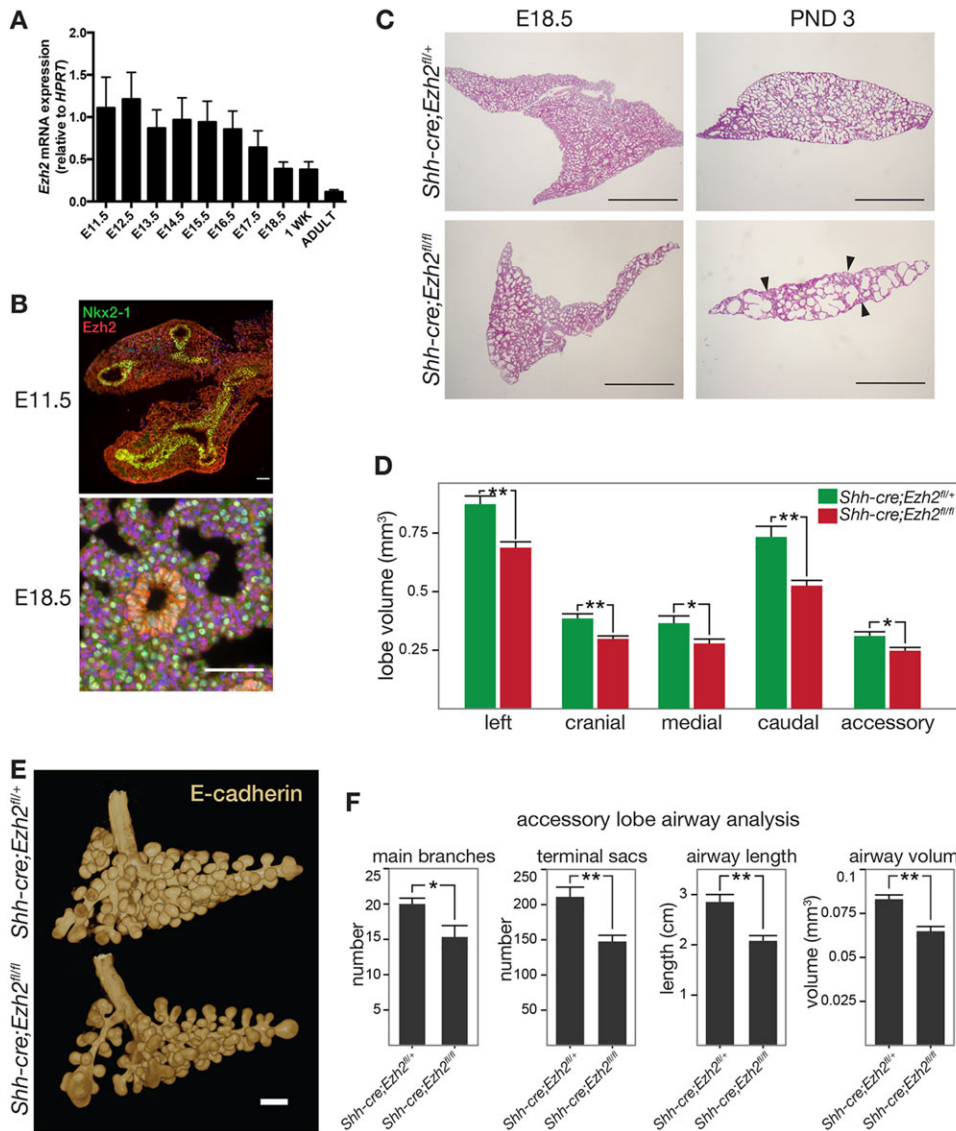 A
Ezh2 mRNA expression
(relative to HPRT)
2.0
1.5
1.0
0.5
0.0
E11.5
E12.5
E13.5
E14.5
E15.5
E16.5
E17.5
E18.5
1 WK
ADULT
B
Nkx2-1
Ezh2
E11.5
E18.5
C
E18.5
PND 3
Shh-cre;Ezh2fl/+
Shh-cre;Ezh2fl/fl
D
lobe volume (mm³)
0.75
0.5
0.25
**
**
*
**
*
Shh-cre;Ezh2fl/+
Shh-cre;Ezh2fl/fl
left
cranial
medial
caudal
accessory
E
E-cadherin
Shh-cre;Ezh2fl/+
Shh-cre;Ezh2fl/fl
F
accessory lobe airway analysis
main branches
number
25
20
15
10
5
*
Shh-cre;Ezh2fl/+
Shh-cre;Ezh2fl/fl
terminal sacs
number
250
200
150
100
50
**
Shh-cre;Ezh2fl/+
Shh-cre;Ezh2fl/fl
airway length
length (cm)
3
2
1
**
Shh-cre;Ezh2fl/+
Shh-cre;Ezh2fl/fl
airway volum
volume (mm³)
0.1
0.075
0.05
0.025
**
Shh-cre;Ezh2fl/+
Shh-cre;Ezh2fl/fl